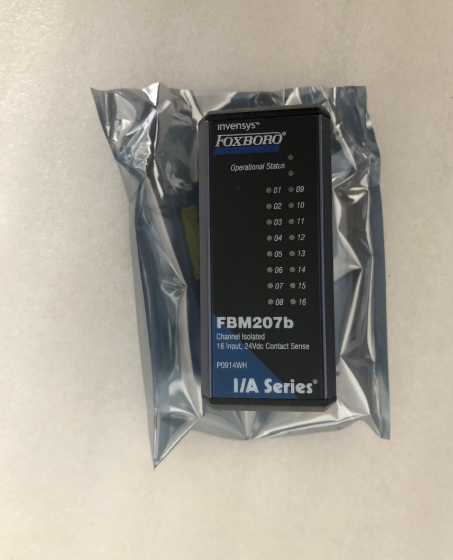 invensys™
FOXBORO®
Operational Status
01 09
02 10
03 11
04 12
05 13
06 14
07 15
08 16
FBM207b
Channel Isolated
16 Input, 24Vdc Contact Sense
P0914WH
I/A Series®